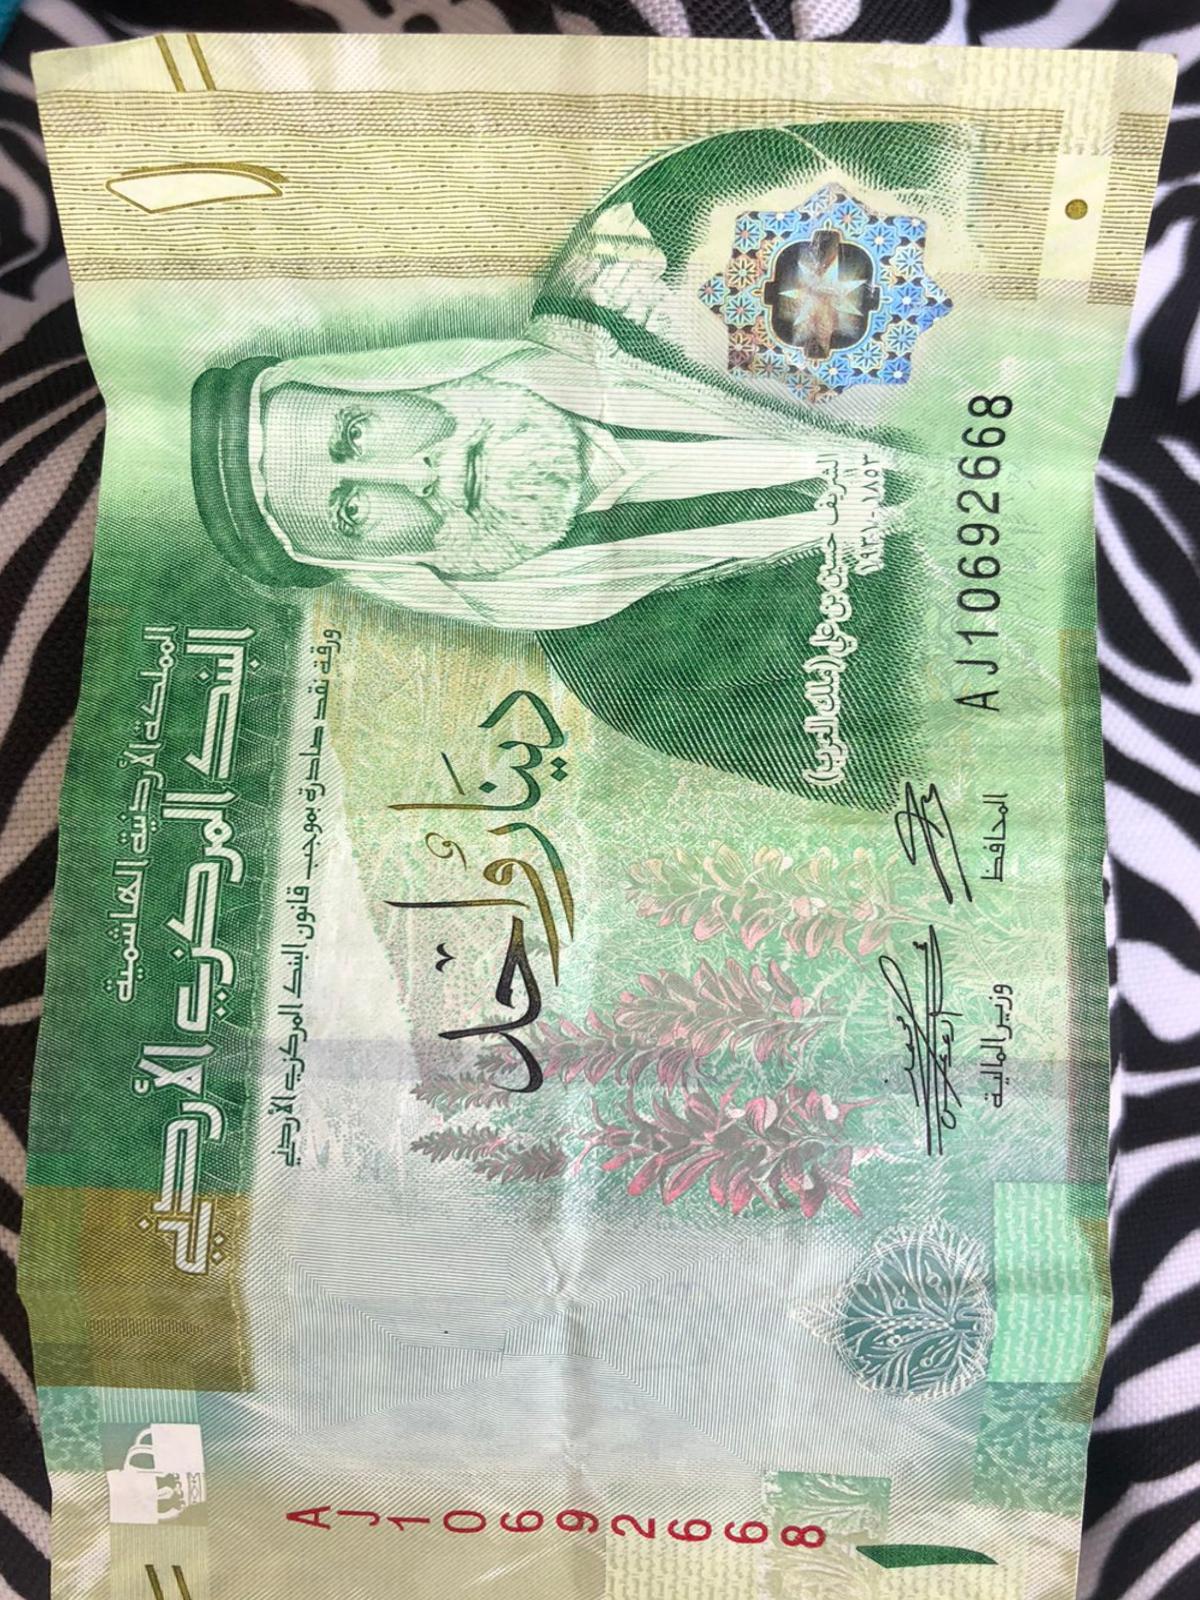 المملكة الأردنية الهاشمية
البنك المركزي الأردني
ورقة نقد صادرة بموجب قانون البنك المركزي الأردني
١
دينار واحد
الشريف حسين بن علي (ملك العرب)
١٨٥٣-١٩٣١
المحافظ
وزير المالية
AJ10692668
AJ10692668
١